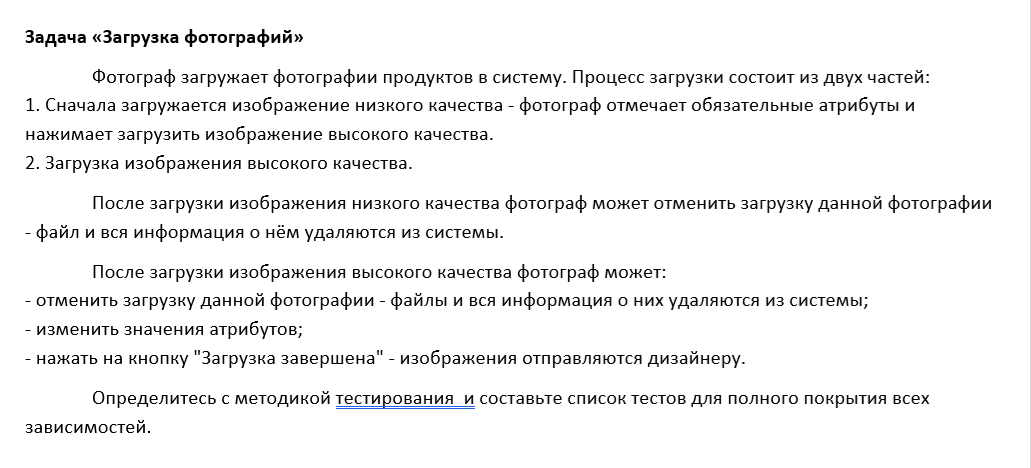 Задача «Загрузка фотографий»
Фотограф загружает фотографии продуктов в систему. Процесс загрузки состоит из двух частей:
1. Сначала загружается изображение низкого качества - фотограф отмечает обязательные атрибуты и
нажимает загрузить изображение высокого качества.
2. Загрузка изображения высокого качества.
После загрузки изображения низкого качества фотограф может отменить загрузку данной фотографии
- файл и вся информация о нём удаляются из системы.
После загрузки изображения высокого качества фотограф может:
- отменить загрузку данной фотографии - файлы и вся информация о них удаляются из системы;
- изменить значения атрибутов;
- нажать на кнопку "Загрузка завершена" - изображения отправляются дизайнеру.
Определитесь с методикой тестирования  и составьте список тестов для полного покрытия всех
зависимостей.